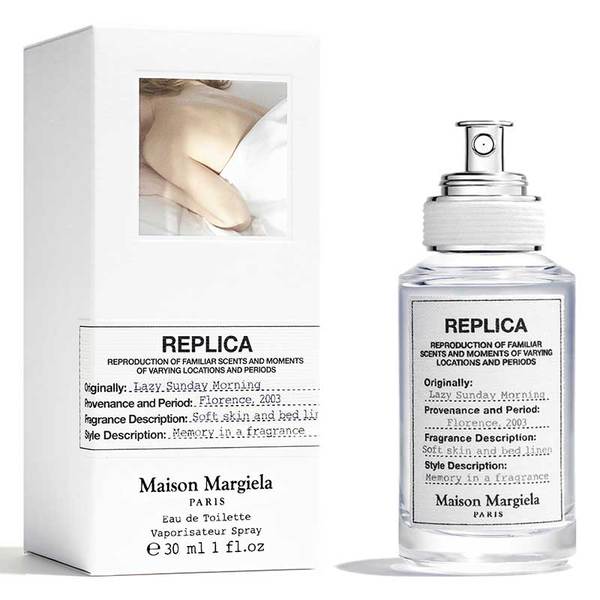 REPLICA
REPRODUCTION OF FAMILIAR SCENTS AND MOMENTS
OF VARYING LOCATIONS AND PERIODS
Originally: Lazy Sunday Morning
Provenance and Period: Florence, 2003
Fragrance Description: Soft skin and bed lin
Style Description: Memory in a fragrance
Maison Margiela
PARIS
Eau de Toilette
Vaporisateur Spray
℮ 30 ml 1 fl.oz
REPLICA
REPRODUCTION OF FAMILIAR
SCENTS AND MOMENTS OF VARYING
LOCATIONS AND PERIODS
Originally:
Lazy Sunday Morning
Provenance and Period:
Florence, 2003
Fragrance Description:
Soft skin and bed linen
Style Description:
Memory in a fragrance
Maison Margiela
PARIS